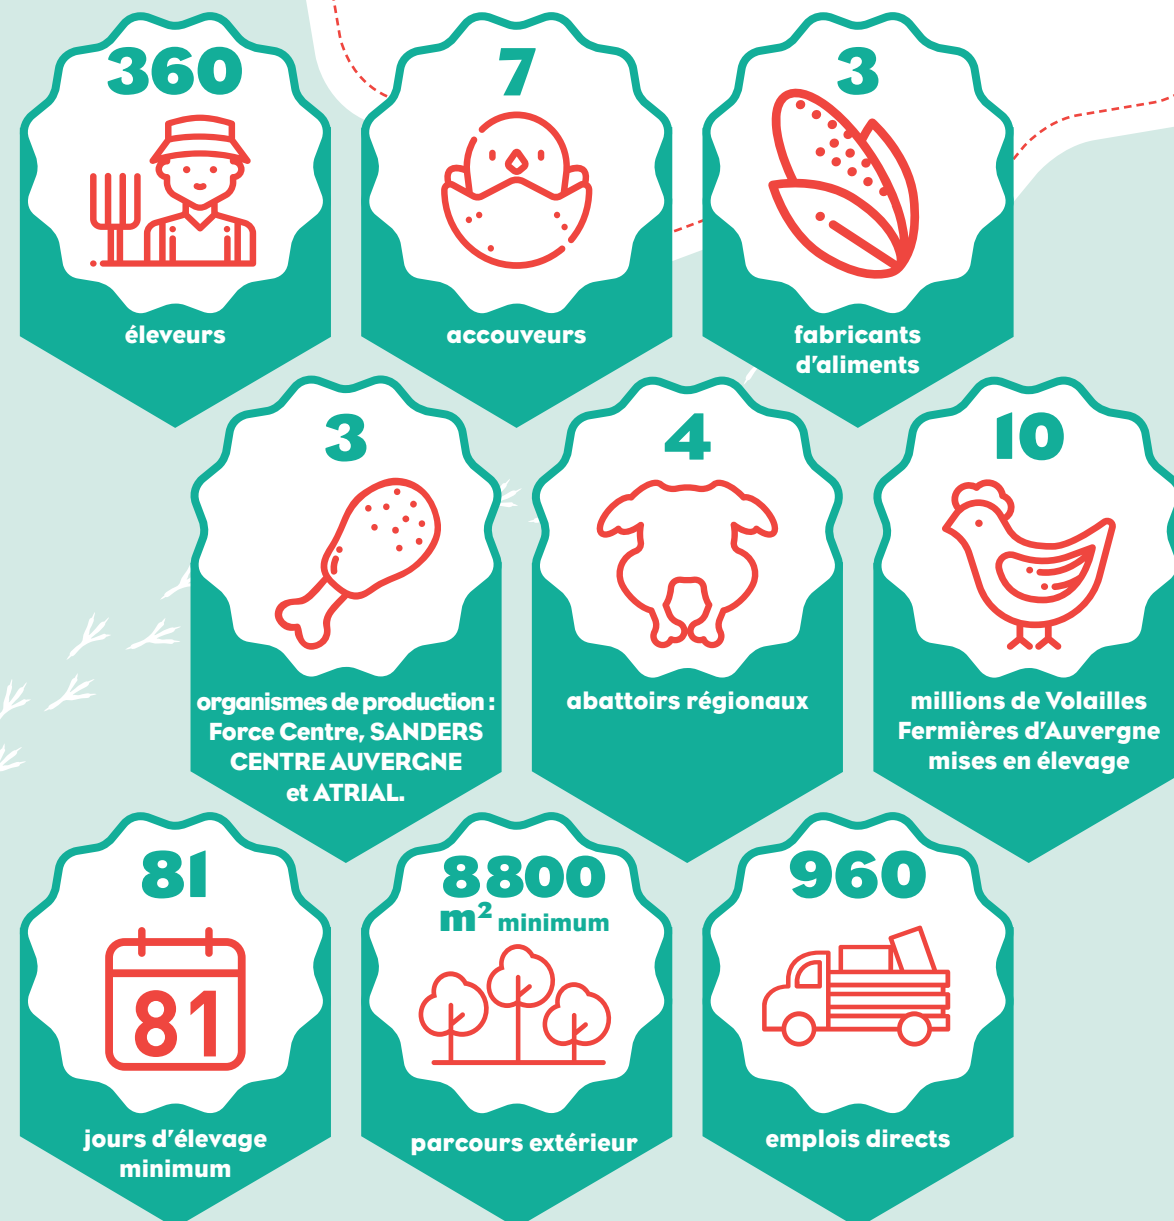 360
éleveurs
7
accouveurs
3
fabricants
d'aliments
3
organismes de production :
Force Centre, SANDERS
CENTRE AUVERGNE
et ATRIAL.
4
abattoirs régionaux
10
millions de Volailles
Fermières d'Auvergne
mises en élevage
81
81
jours d'élevage
minimum
8800
m² minimum
parcours extérieur
960
emplois directs